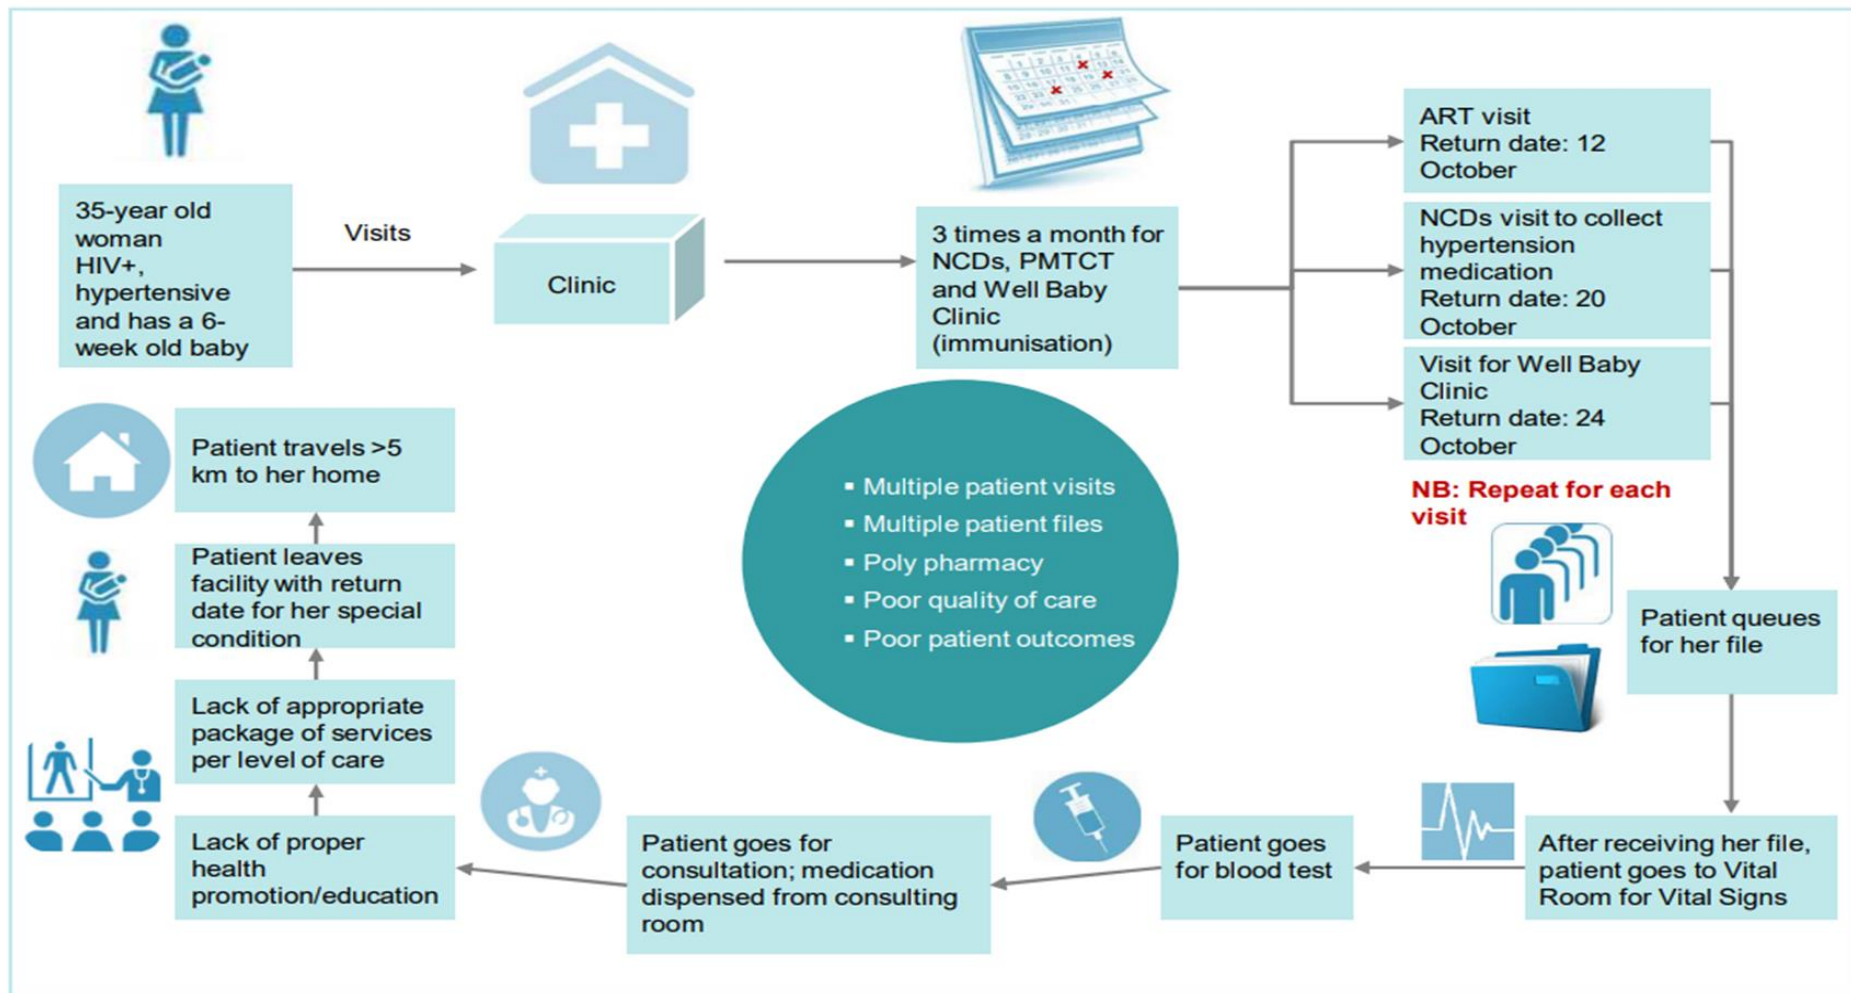 35-year old
woman
HIV+,
hypertensive
and has a 6-
week old baby
Visits
Clinic
3 times a month for
NCDs, PMTCT
and Well Baby
Clinic
(immunisation)
ART visit
Return date: 12
October
NCDs visit to collect
hypertension
medication
Return date: 20
October
Visit for Well Baby
Clinic
Return date: 24
October
NB: Repeat for each
visit
Patient queues
for her file
After receiving her file,
patient goes to Vital
Room for Vital Signs
Patient goes
for blood test
Patient goes for
consultation; medication
dispensed from consulting
room
Lack of proper
health
promotion/education
Lack of appropriate
package of services
per level of care
Patient leaves
facility with return
date for her special
condition
Patient travels >5
km to her home
▪ Multiple patient visits
▪ Multiple patient files
▪ Poly pharmacy
▪ Poor quality of care
▪ Poor patient outcomes